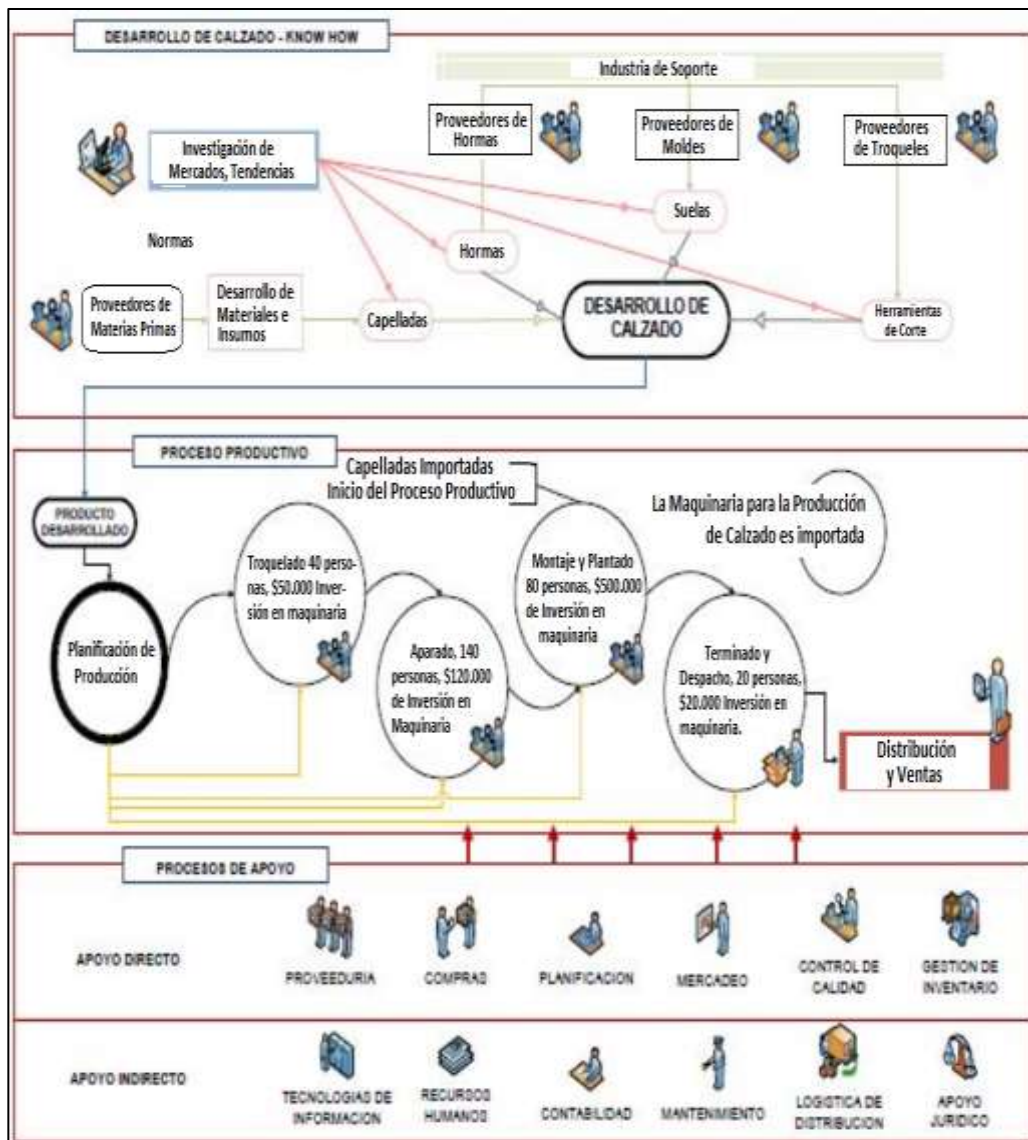 DESARROLLO DE CALZADO - KNOW HOW
Industria de Soporte
Proveedores de
Hormas
Proveedores de
Moldes
Proveedores
de Troqueles
Investigación de
Mercados, Tendencias
Suelas
Normas
Hormas
Proveedores de
Materias Primas
Desarrollo de
Materiales e
Insumos
Capelladas
DESARROLLO DE
CALZADO
Herramientas
de Corte
PROCESO PRODUCTIVO
Capelladas Importadas
Inicio del Proceso Productivo
La Maquinaria para la Producción
de Calzado es importada
PRODUCTO
DESARROLLADO
Planificación de
Producción
Troquelado 40 perso-
nas, $50.000 Inver-
sión en maquinaria
Aparado, 140
personas, $120.000
de Inversión en
Maquinaria
Montaje y Plantado
80 personas, $500.000
de Inversión en
maquinaria
Terminado y
Despacho, 20 personas,
$20.000 Inversión en
maquinaria.
Distribución
y Ventas
PROCESOS DE APOYO
APOYO DIRECTO
PROVEEDURIA
COMPRAS
PLANIFICACION
MERCADEO
CONTROL DE
CALIDAD
GESTION DE
INVENTARIO
APOYO INDIRECTO
TECNOLOGIAS DE
INFORMACION
RECURSOS
HUMANOS
CONTABILIDAD
MANTENIMIENTO
LOGISTICA DE
DISTRIBUCION
APOYO
JURIDICO